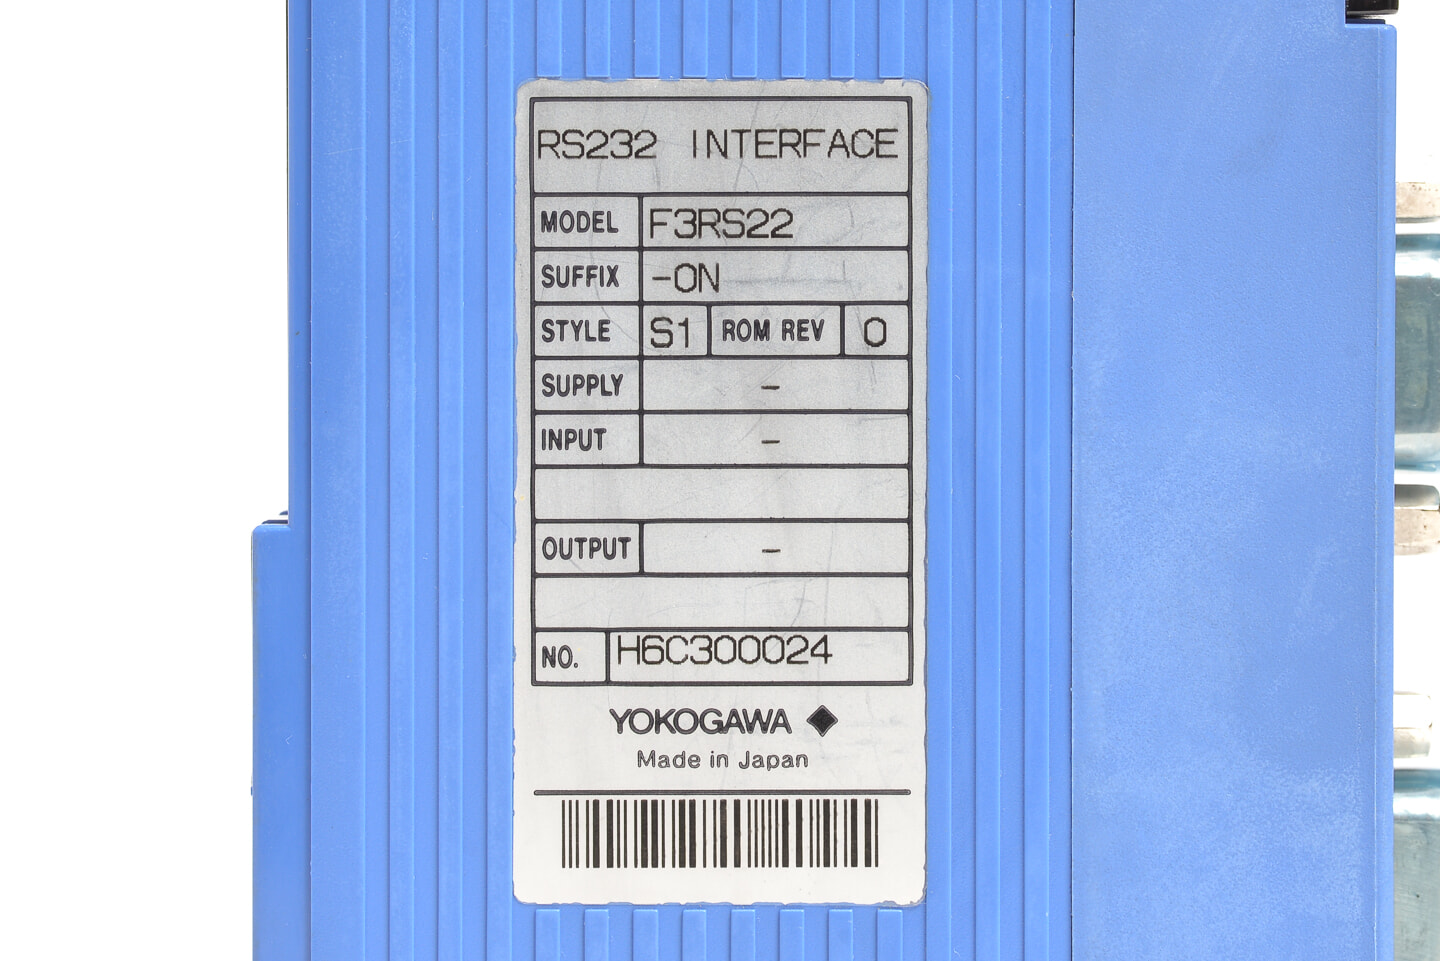 RS232 INTERFACE
MODEL F3RS22
SUFFIX -0N
STYLE S1 ROM REV 0
SUPPLY -
INPUT -
OUTPUT -
NO. H6C300024
YOKOGAWA
Made in Japan